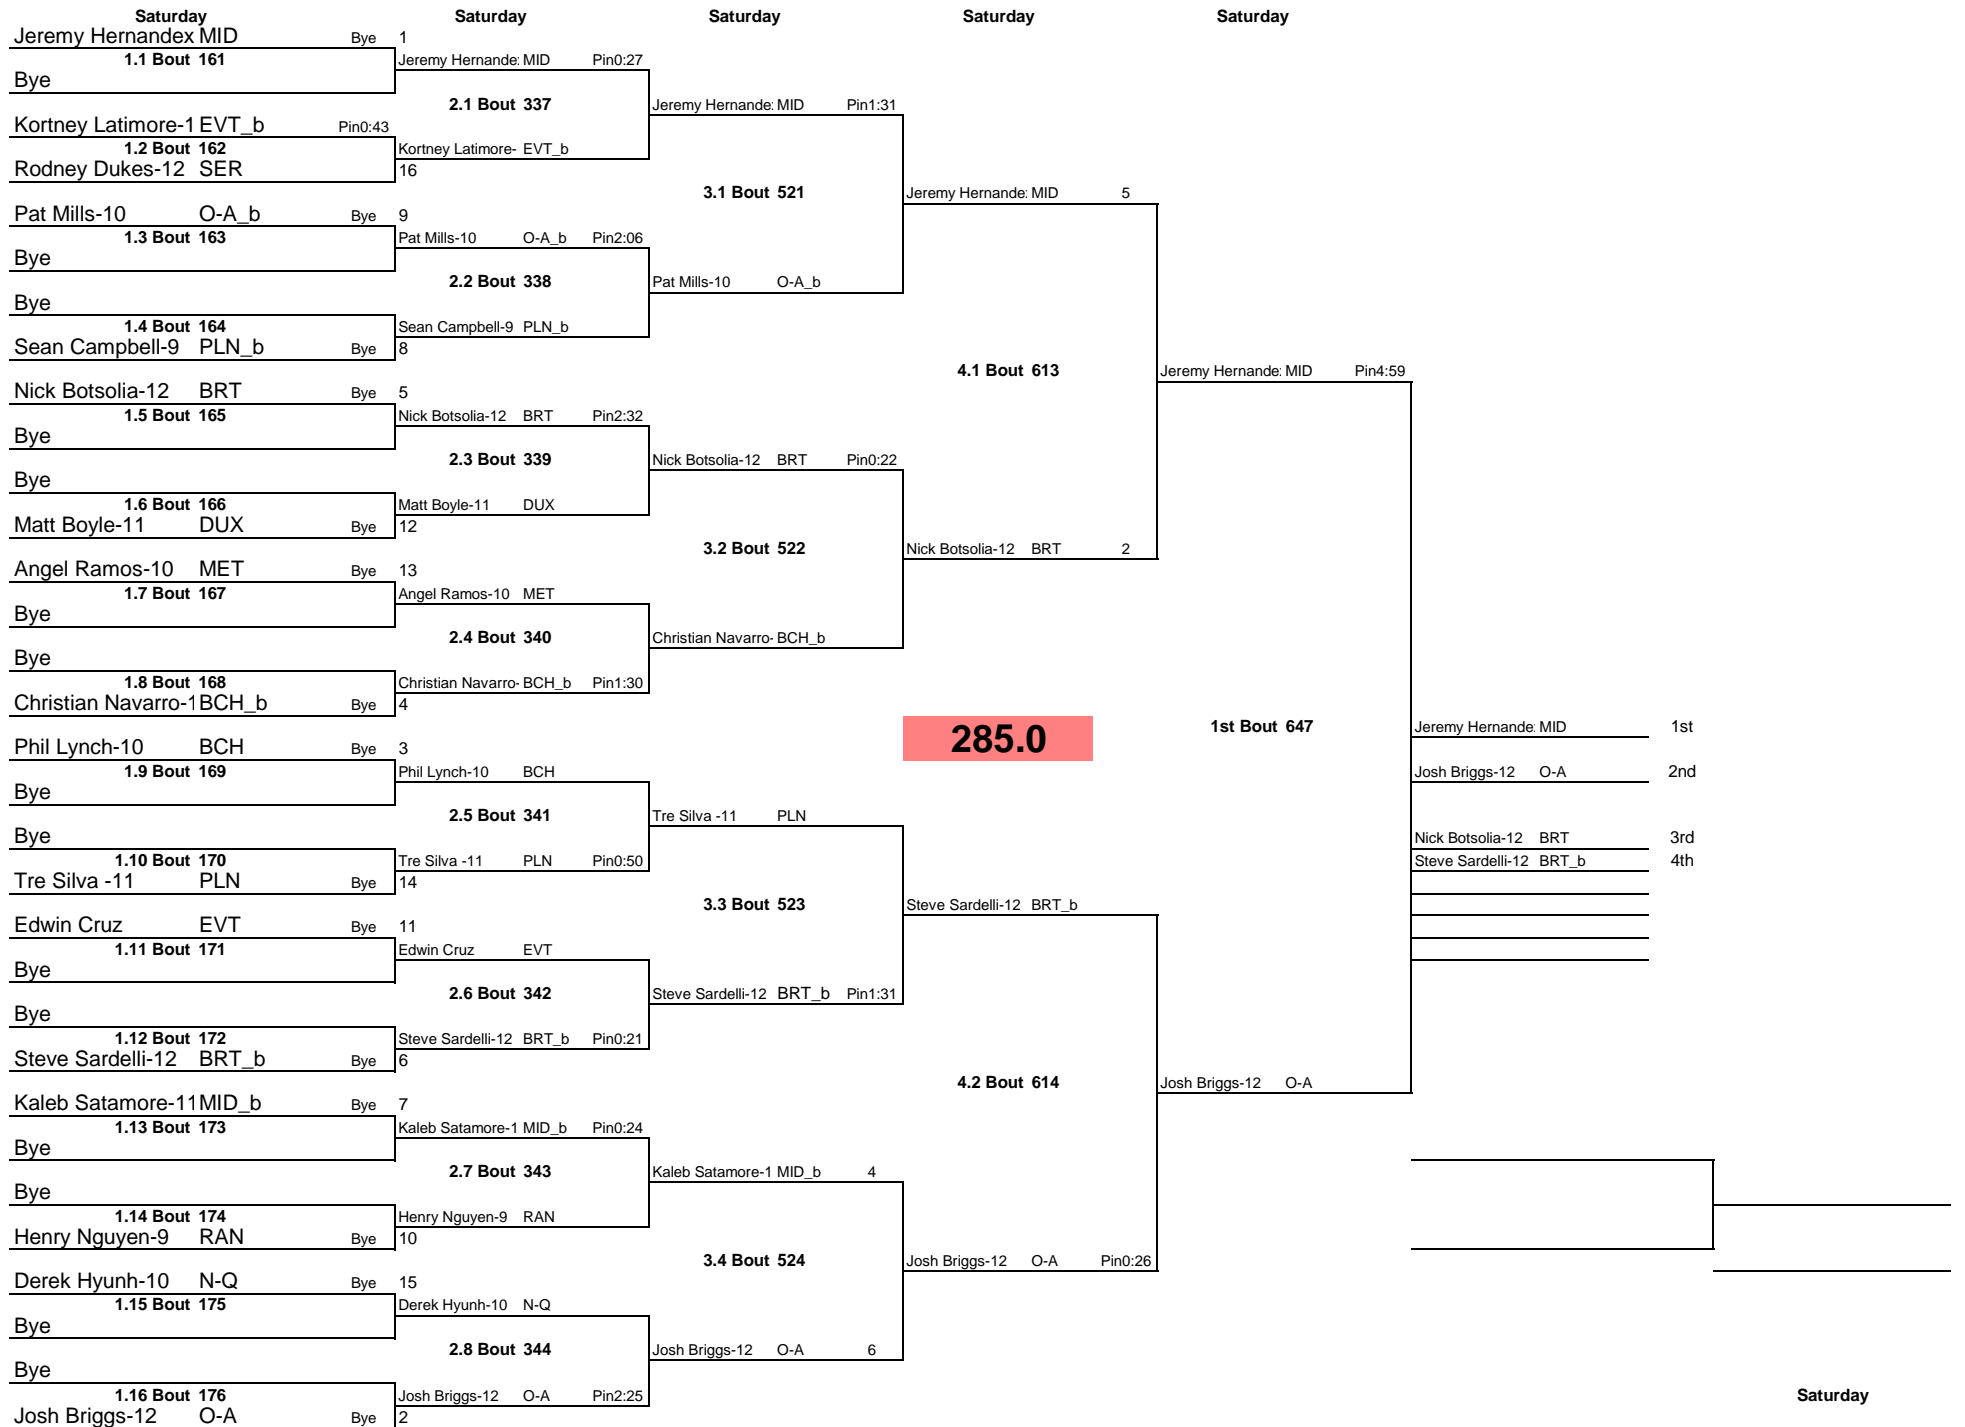 Saturday Saturday Saturday Saturday Saturday
Jeremy Hernandex MID Bye 1
1.1 Bout 161
Jeremy Hernande: MID Pin0:27
Bye
2.1 Bout 337
Jeremy Hernande: MID Pin1:31
Kortney Latimore-1 EVT_b Pin0:43
1.2 Bout 162
Kortney Latimore- EVT_b
Rodney Dukes-12 SER 16
3.1 Bout 521
Jeremy Hernande: MID 5
Pat Mills-10 O-A_b Bye 9
1.3 Bout 163
Pat Mills-10 O-A_b Pin2:06
Bye
2.2 Bout 338
Pat Mills-10 O-A_b
Bye
1.4 Bout 164
Sean Campbell-9 PLN_b
Sean Campbell-9 PLN_b Bye 8
4.1 Bout 613
Jeremy Hernande: MID Pin4:59
Nick Botsolia-12 BRT Bye 5
1.5 Bout 165
Nick Botsolia-12 BRT Pin2:32
Bye
2.3 Bout 339
Nick Botsolia-12 BRT Pin0:22
Bye
1.6 Bout 166
Matt Boyle-11 DUX
Matt Boyle-11 DUX Bye 12
3.2 Bout 522
Nick Botsolia-12 BRT 2
Angel Ramos-10 MET Bye 13
1.7 Bout 167
Angel Ramos-10 MET
Bye
2.4 Bout 340
Christian Navarro- BCH_b
Bye
1.8 Bout 168
Christian Navarro- BCH_b Pin1:30
Christian Navarro-1 BCH_b Bye 4
285.0
1st Bout 647
Jeremy Hernande: MID 1st
Phil Lynch-10 BCH Bye 3
1.9 Bout 169
Phil Lynch-10 BCH
Josh Briggs-12 O-A 2nd
Bye
2.5 Bout 341
Tre Silva -11 PLN
Bye
Nick Botsolia-12 BRT 3rd
1.10 Bout 170
Tre Silva -11 PLN Pin0:50
Steve Sardelli-12 BRT_b 4th
Tre Silva -11 PLN Bye 14
3.3 Bout 523
Steve Sardelli-12 BRT_b
Edwin Cruz EVT Bye 11
1.11 Bout 171
Edwin Cruz EVT
Bye
2.6 Bout 342
Steve Sardelli-12 BRT_b Pin1:31
Bye
1.12 Bout 172
Steve Sardelli-12 BRT_b Pin0:21
Steve Sardelli-12 BRT_b Bye 6
4.2 Bout 614
Josh Briggs-12 O-A
Kaleb Satamore-11 MID_b Bye 7
1.13 Bout 173
Kaleb Satamore-1 MID_b Pin0:24
Bye
2.7 Bout 343
Kaleb Satamore-1 MID_b 4
Bye
1.14 Bout 174
Henry Nguyen-9 RAN
Henry Nguyen-9 RAN Bye 10
3.4 Bout 524
Josh Briggs-12 O-A Pin0:26
Derek Hyunh-10 N-Q Bye 15
1.15 Bout 175
Derek Hyunh-10 N-Q
Bye
2.8 Bout 344
Josh Briggs-12 O-A 6
Bye
1.16 Bout 176
Josh Briggs-12 O-A Pin2:25
Saturday
Josh Briggs-12 O-A Bye 2